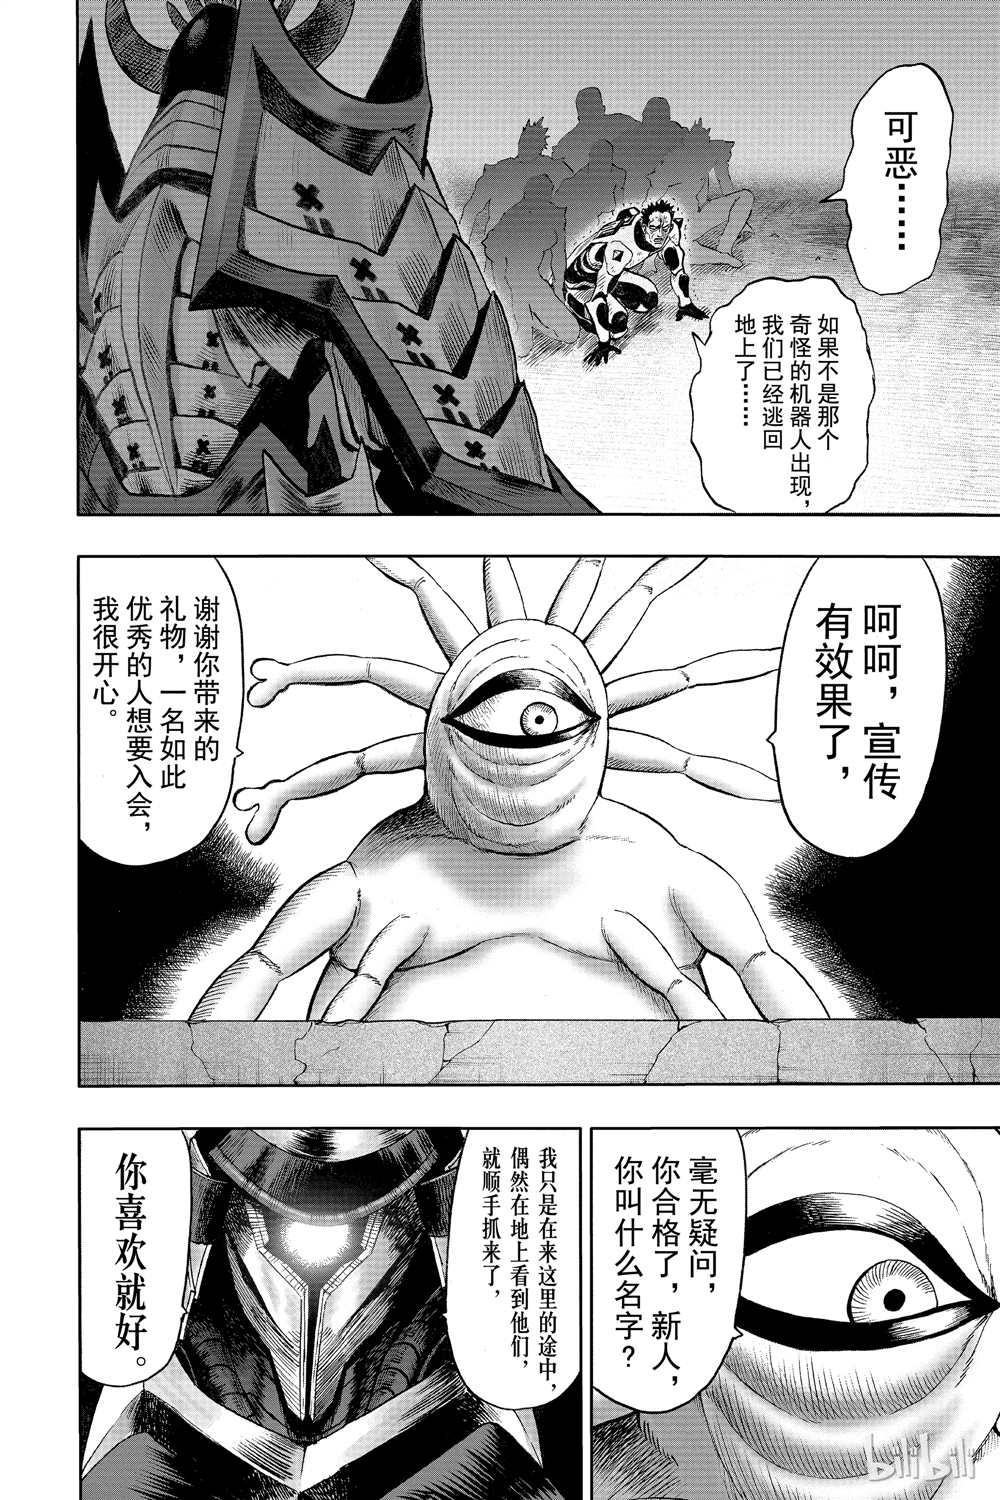 可恶……
如果不是那个
奇怪的机器人出现，
我们已经逃回
地上了……
呵呵，宣传
有效果了，
谢谢你带来的
礼物，一名如此
优秀的人想要入会，
我很开心。
毫无疑问，
你合格了，新人，
你叫什么名字？
我只是在来这里的途中，
偶然在地上看到他们，
就顺手抓来了，
你喜欢就好。
bilibili